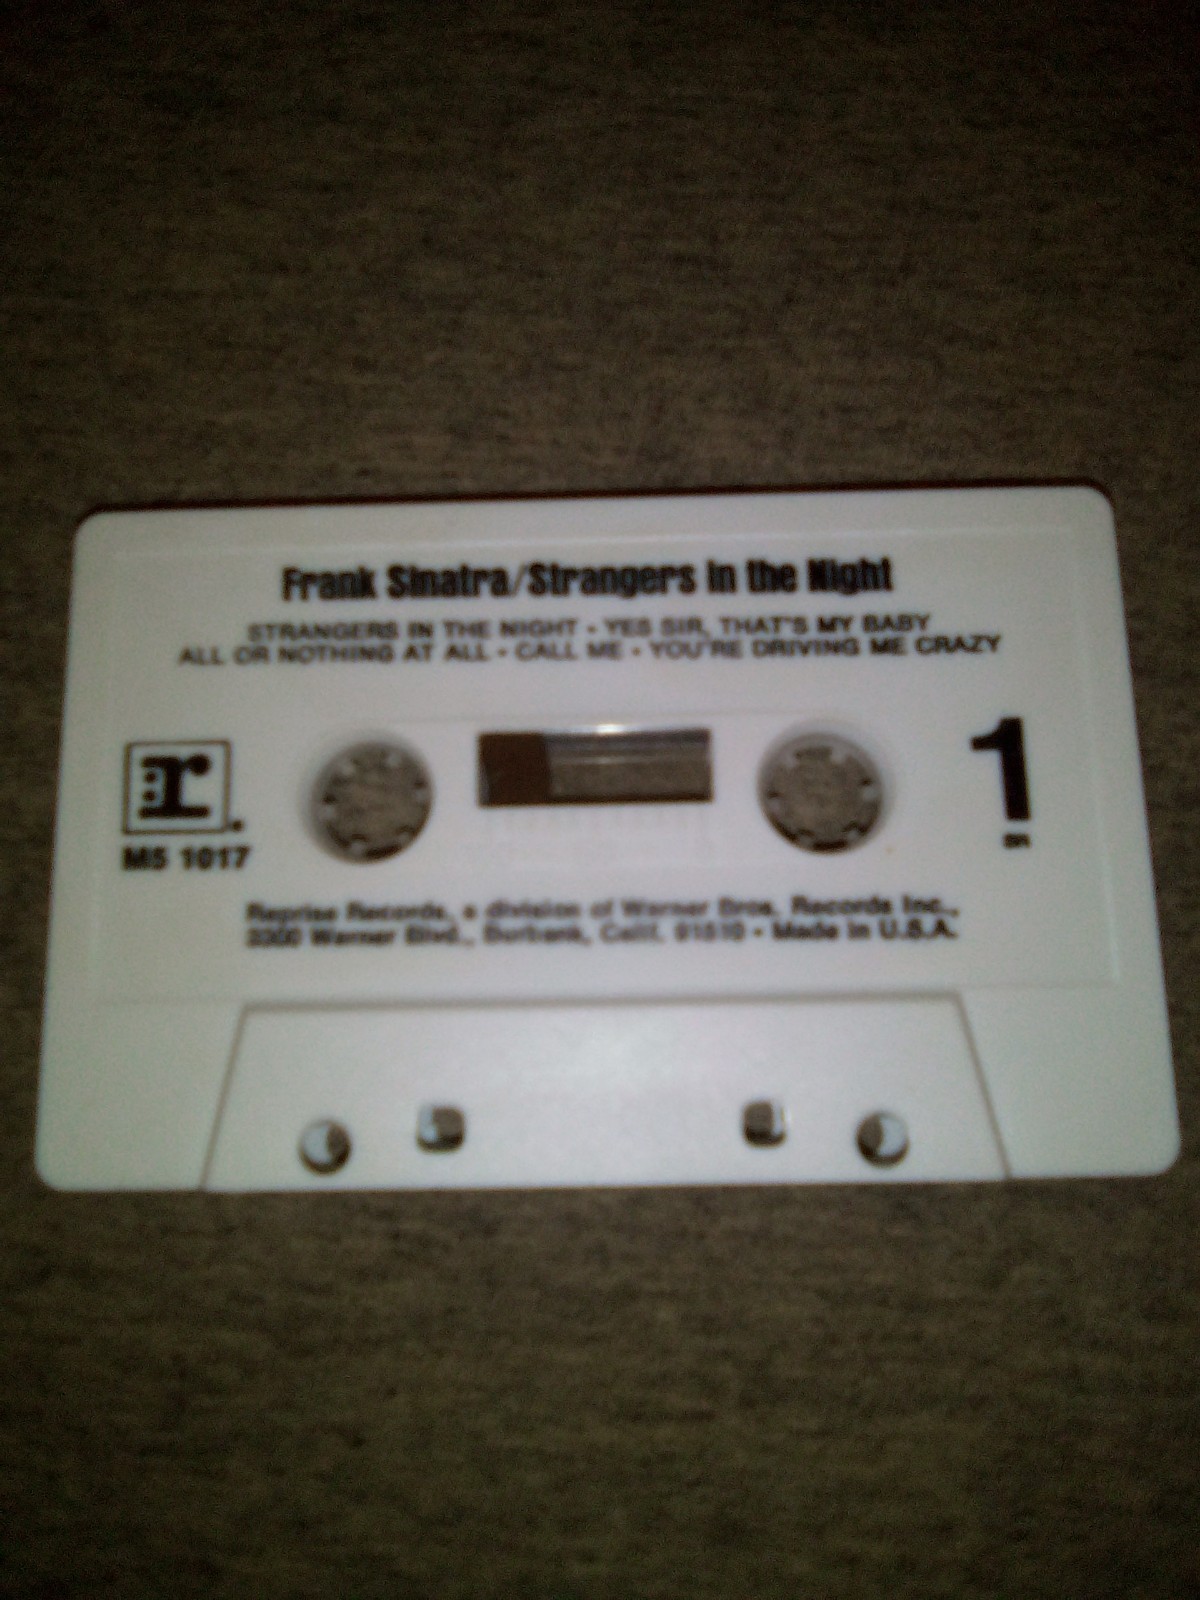 Frank Sinatra/Strangers in the Night
STRANGERS IN THE NIGHT • YES SIR, THAT'S MY BABY
ALL OR NOTHING AT ALL • CALL ME • YOU'RE DRIVING ME CRAZY
r
1
MS 1017
Reprise Records, a division of Warner Bros. Records Inc.,
3300 Warner Blvd., Burbank, Calif. 91510 • Made in U.S.A.